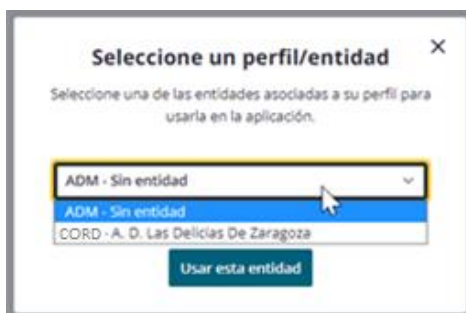 Seleccione un perfil/entidad
Seleccione una de las entidades asociadas a su perfil para
usarla en la aplicación.
ADM - Sin entidad
ADM - Sin entidad
CORD - A. D. Las Delicias De Zaragoza
Usar esta entidad